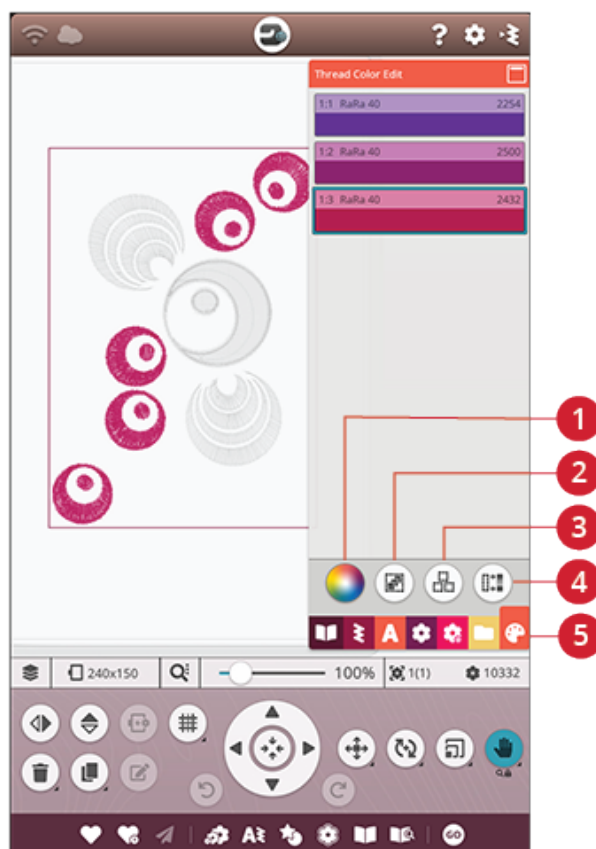 ?
Thread Color Edit
1:1 RaRa 40 2254
1:2 RaRa 40 2500
1:3 RaRa 40 2432
1
2
3
4
A
5
240x150 100% 1(1) 10332
A
GO